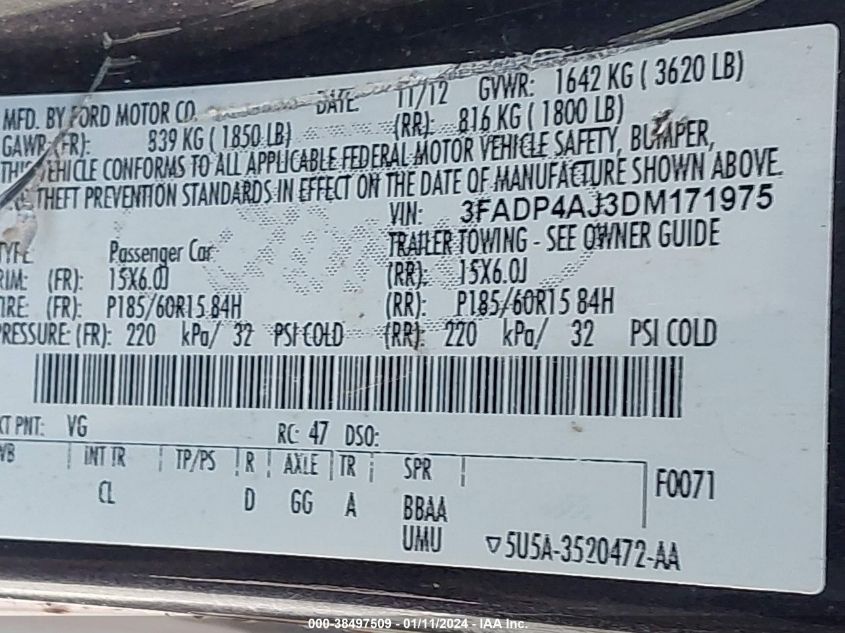 MFD. BY FORD MOTOR CO. DATE: 11/12 GVWR: 1642 KG ( 3620 LB)
GAWR (FR): 839 KG ( 1850 LB) (RR): 816 KG ( 1800 LB)
THIS VEHICLE CONFORMS TO ALL APPLICABLE FEDERAL MOTOR VEHICLE SAFETY, BUMPER,
THEFT PREVENTION STANDARDS IN EFFECT ON THE DATE OF MANUFACTURE SHOWN ABOVE.
VIN: 3FADP4AJ3DM171975
TYPE: Passenger Car TRAILER TOWING - SEE OWNER GUIDE
RIM: (FR): 15X6.0J (RR): 15X6.0J
TIRE: (FR): P185/60R15 84H (RR): P185/60R15 84H
PRESSURE: (FR): 220 kPa/ 32 PSI COLD (RR): 220 kPa/ 32 PSI COLD
PNT: VG RC: 47 DSO:
WB INT TR TP/PS R AXLE TR SPR F0071
CL D GG A BBAA
UMU ▽5U5A-3520472-AA
000-38497509 - 01/11/2024 - IAA Inc.